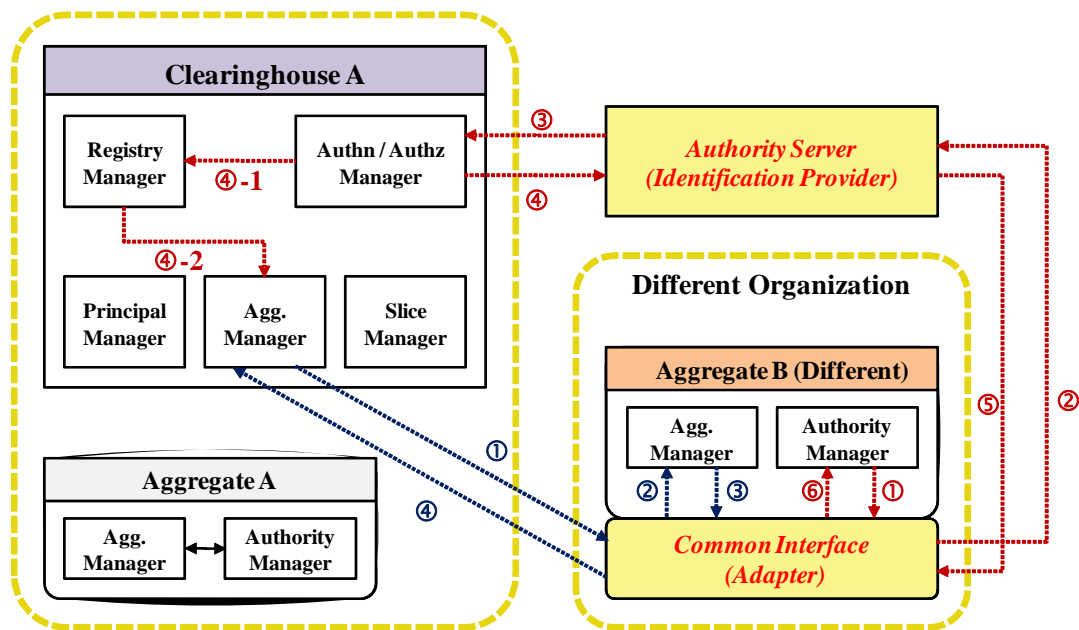 Clearinghouse A
Registry
Manager
Authn / Authz
Manager
④-1
④-2
Principal
Manager
Agg.
Manager
Slice
Manager
③
④
Authority Server
(Identification Provider)
Different Organization
Aggregate B (Different)
Agg.
Manager
Authority
Manager
②
③
⑥
①
⑤
②
①
④
Common Interface
(Adapter)
Aggregate A
Agg.
Manager
Authority
Manager